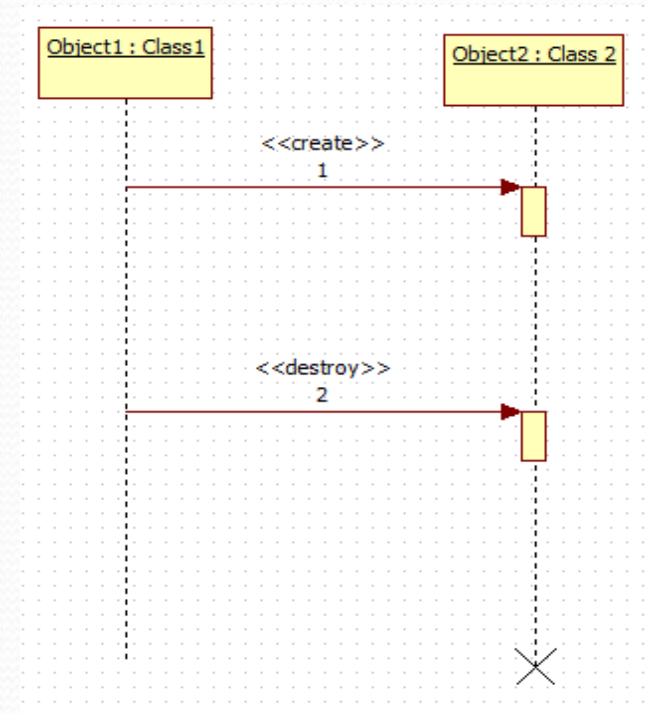 Object1 : Class1
Object2 : Class 2
<<create>>
1
<<destroy>>
2